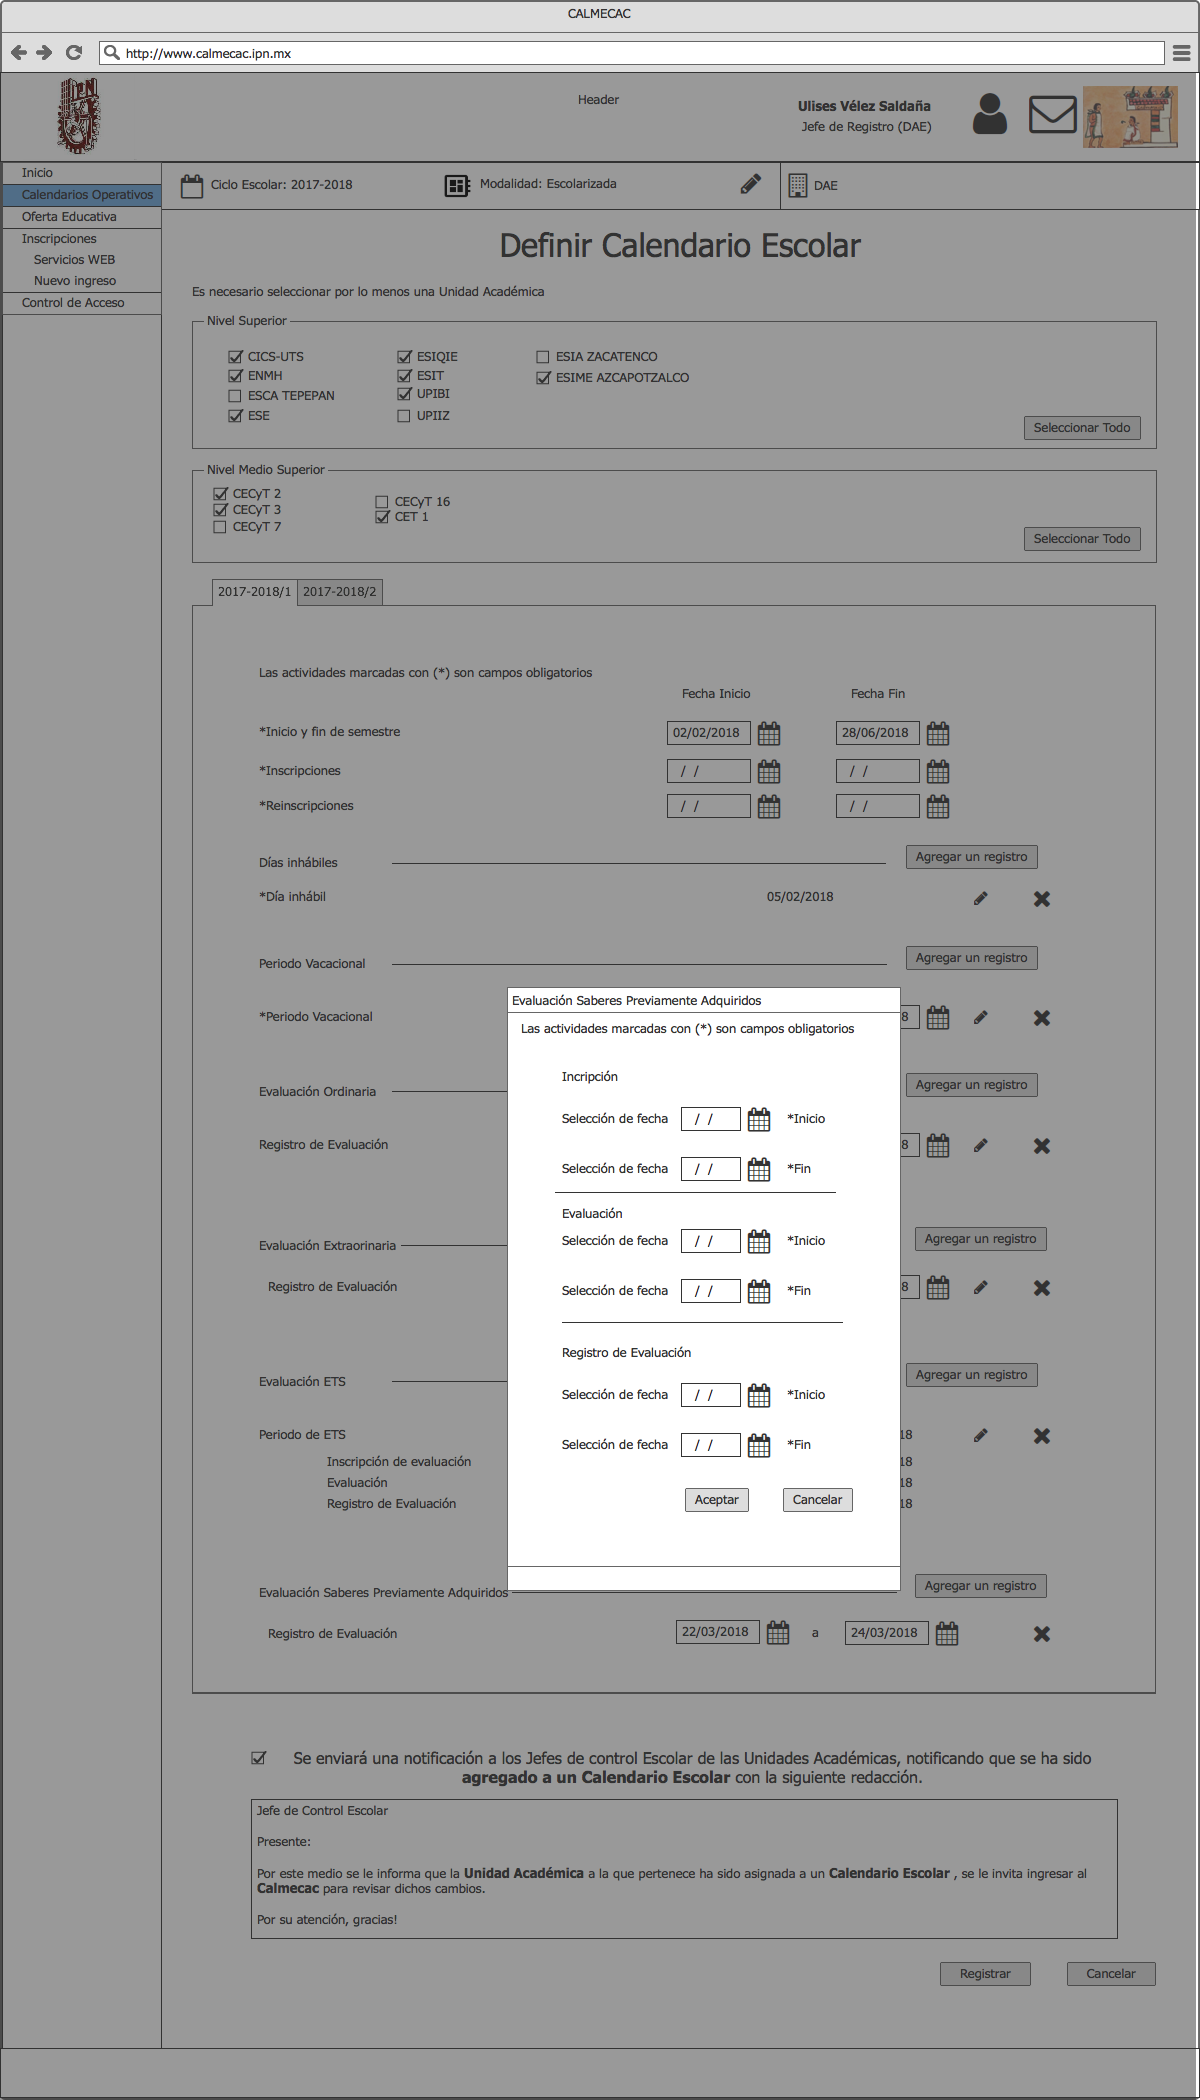 CALMECAC
http://www.calmecac.ipn.mx
IPN
Header
Ulises Vélez Saldaña
Jefe de Registro (DAE)
Inicio
Calendarios Operativos
Oferta Educativa
Inscripciones
Servicios WEB
Nuevo ingreso
Control de Acceso
Ciclo Escolar: 2017-2018
Modalidad: Escolarizada
DAE
Definir Calendario Escolar
Es necesario seleccionar por lo menos una Unidad Académica
Nivel Superior
CICS-UTS
ENMH
ESCA TEPEPAN
ESE
ESIQIE
ESIT
UPIBI
UPIIZ
ESIA ZACATENCO
ESIME AZCAPOTZALCO
Seleccionar Todo
Nivel Medio Superior
CECyT 2
CECyT 3
CECyT 7
CECyT 16
CET 1
Seleccionar Todo
2017-2018/1 2017-2018/2
Las actividades marcadas con (*) son campos obligatorios
Fecha Inicio Fecha Fin
*Inicio y fin de semestre 02/02/2018 28/06/2018
*Inscripciones / / / /
*Reinscripciones / / / /
Días inhábiles Agregar un registro
*Día inhábil 05/02/2018
Periodo Vacacional Agregar un registro
*Periodo Vacacional 8
Evaluación Ordinaria Agregar un registro
Registro de Evaluación 8
Evaluación Extraorinaria Agregar un registro
Registro de Evaluación 8
Evaluación ETS Agregar un registro
Periodo de ETS 18
Inscripción de evaluación 18
Evaluación 18
Registro de Evaluación 18
Evaluación Saberes Previamente Adquiridos Agregar un registro
Registro de Evaluación 22/03/2018 a 24/03/2018
Evaluación Saberes Previamente Adquiridos
Las actividades marcadas con (*) son campos obligatorios
Incripción
Selección de fecha / / *Inicio
Selección de fecha / / *Fin
Evaluación
Selección de fecha / / *Inicio
Selección de fecha / / *Fin
Registro de Evaluación
Selección de fecha / / *Inicio
Selección de fecha / / *Fin
Aceptar Cancelar
Se enviará una notificación a los Jefes de control Escolar de las Unidades Académicas, notificando que se ha sido
agregado a un Calendario Escolar con la siguiente redacción.
Jefe de Control Escolar
Presente:
Por este medio se le informa que la Unidad Académica a la que pertenece ha sido asignada a un Calendario Escolar , se le invita ingresar al
Calmecac para revisar dichos cambios.
Por su atención, gracias!
Registrar Cancelar